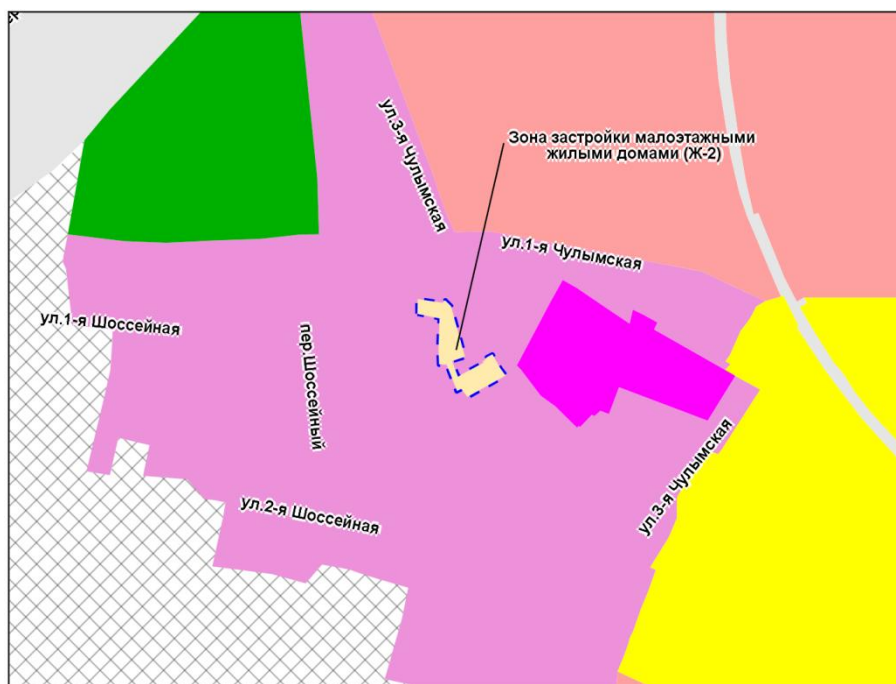 ул.3-я Чулымская
Зона застройки малоэтажными
жилыми домами (Ж-2)
ул.1-я Чулымская
ул.1-я Шоссейная
пер.Шоссейный
ул.3-я Чулымская
ул.2-я Шоссейная